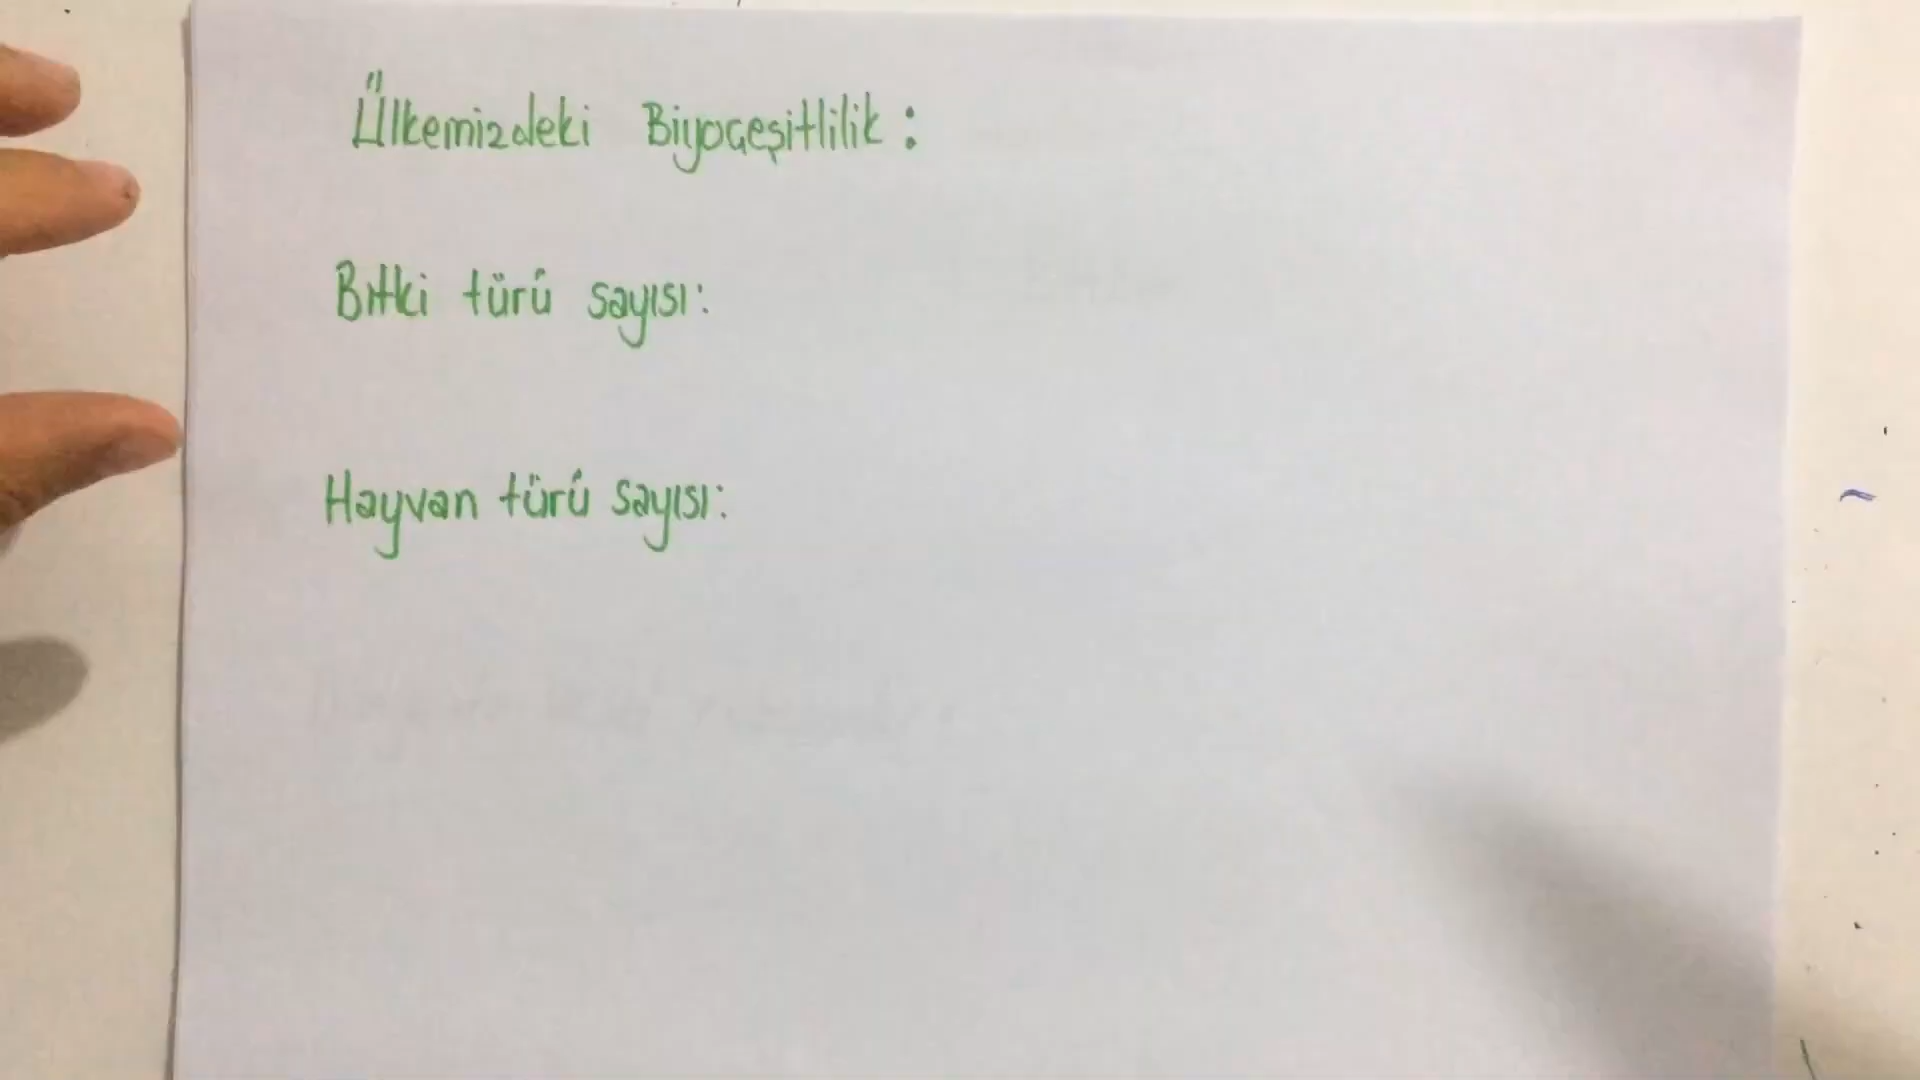 Ülkemizdeki Biyoçeşitlilik :
Bitki türü sayısı:
Hayvan türü sayısı: